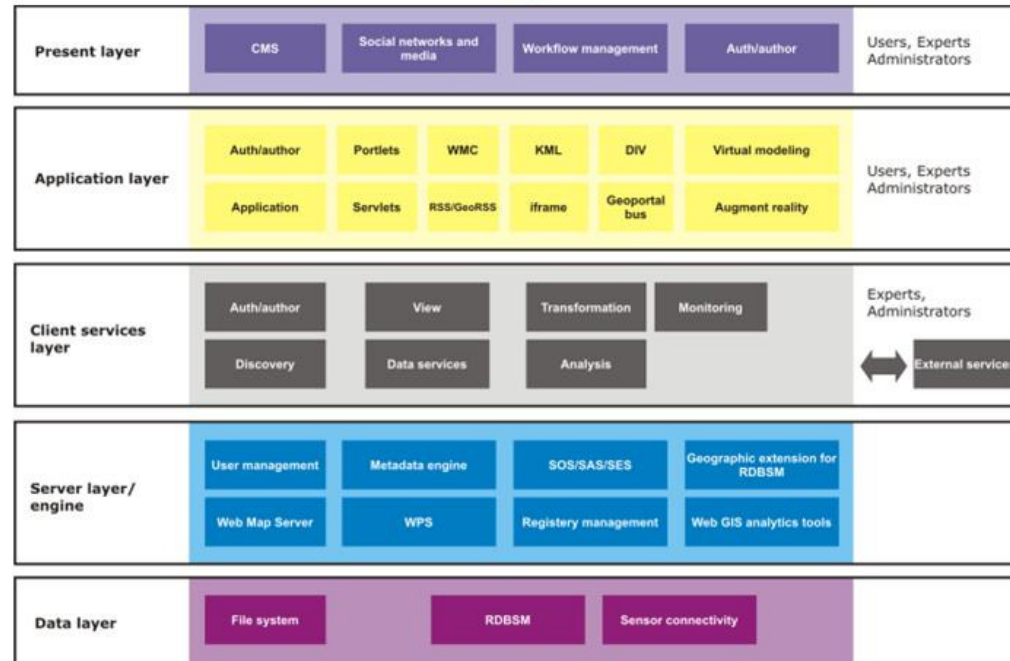 Present layer
CMS
Social networks and
media
Workflow management
Auth/author
Users, Experts
Administrators
Application layer
Auth/author
Portlets
WMC
KML
DIV
Virtual modeling
Application
Servlets
RSS/GeoRSS
iframe
Geoportal
bus
Augment reality
Users, Experts
Administrators
Client services
layer
Auth/author
View
Transformation
Monitoring
Discovery
Data services
Analysis
Experts,
Administrators
External service
Server layer/
engine
User management
Metadata engine
SOS/SAS/SES
Geographic extension for
RDBSM
Web Map Server
WPS
Registery management
Web GIS analytics tools
Data layer
File system
RDBSM
Sensor connectivity